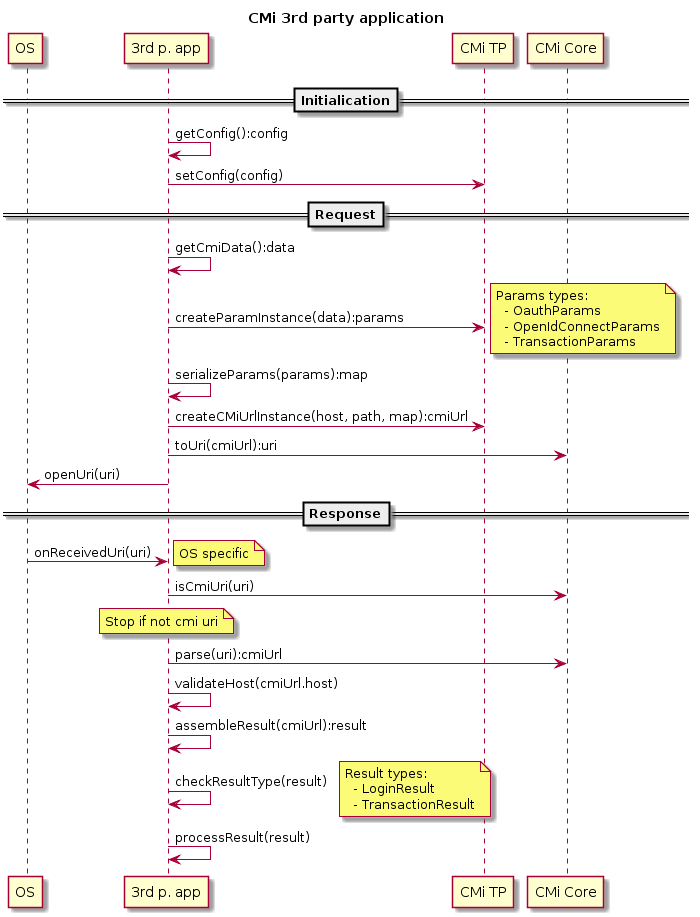 CMi 3rd party application
OS
3rd p. app
CMi TP
CMi Core
Initialication
getConfig():config
setConfig(config)
Request
getCmiData():data
Params types:
- OauthParams
- OpenIdConnectParams
- TransactionParams
createParamInstance(data):params
serializeParams(params):map
createCMiUrlInstance(host, path, map):cmiUrl
toUri(cmiUrl):uri
openUri(uri)
Response
onReceivedUri(uri)
OS specific
isCmiUri(uri)
Stop if not cmi uri
parse(uri):cmiUrl
validateHost(cmiUrl.host)
assembleResult(cmiUrl):result
checkResultType(result)
Result types:
- LoginResult
- TransactionResult
processResult(result)
OS
3rd p. app
CMi TP
CMi Core